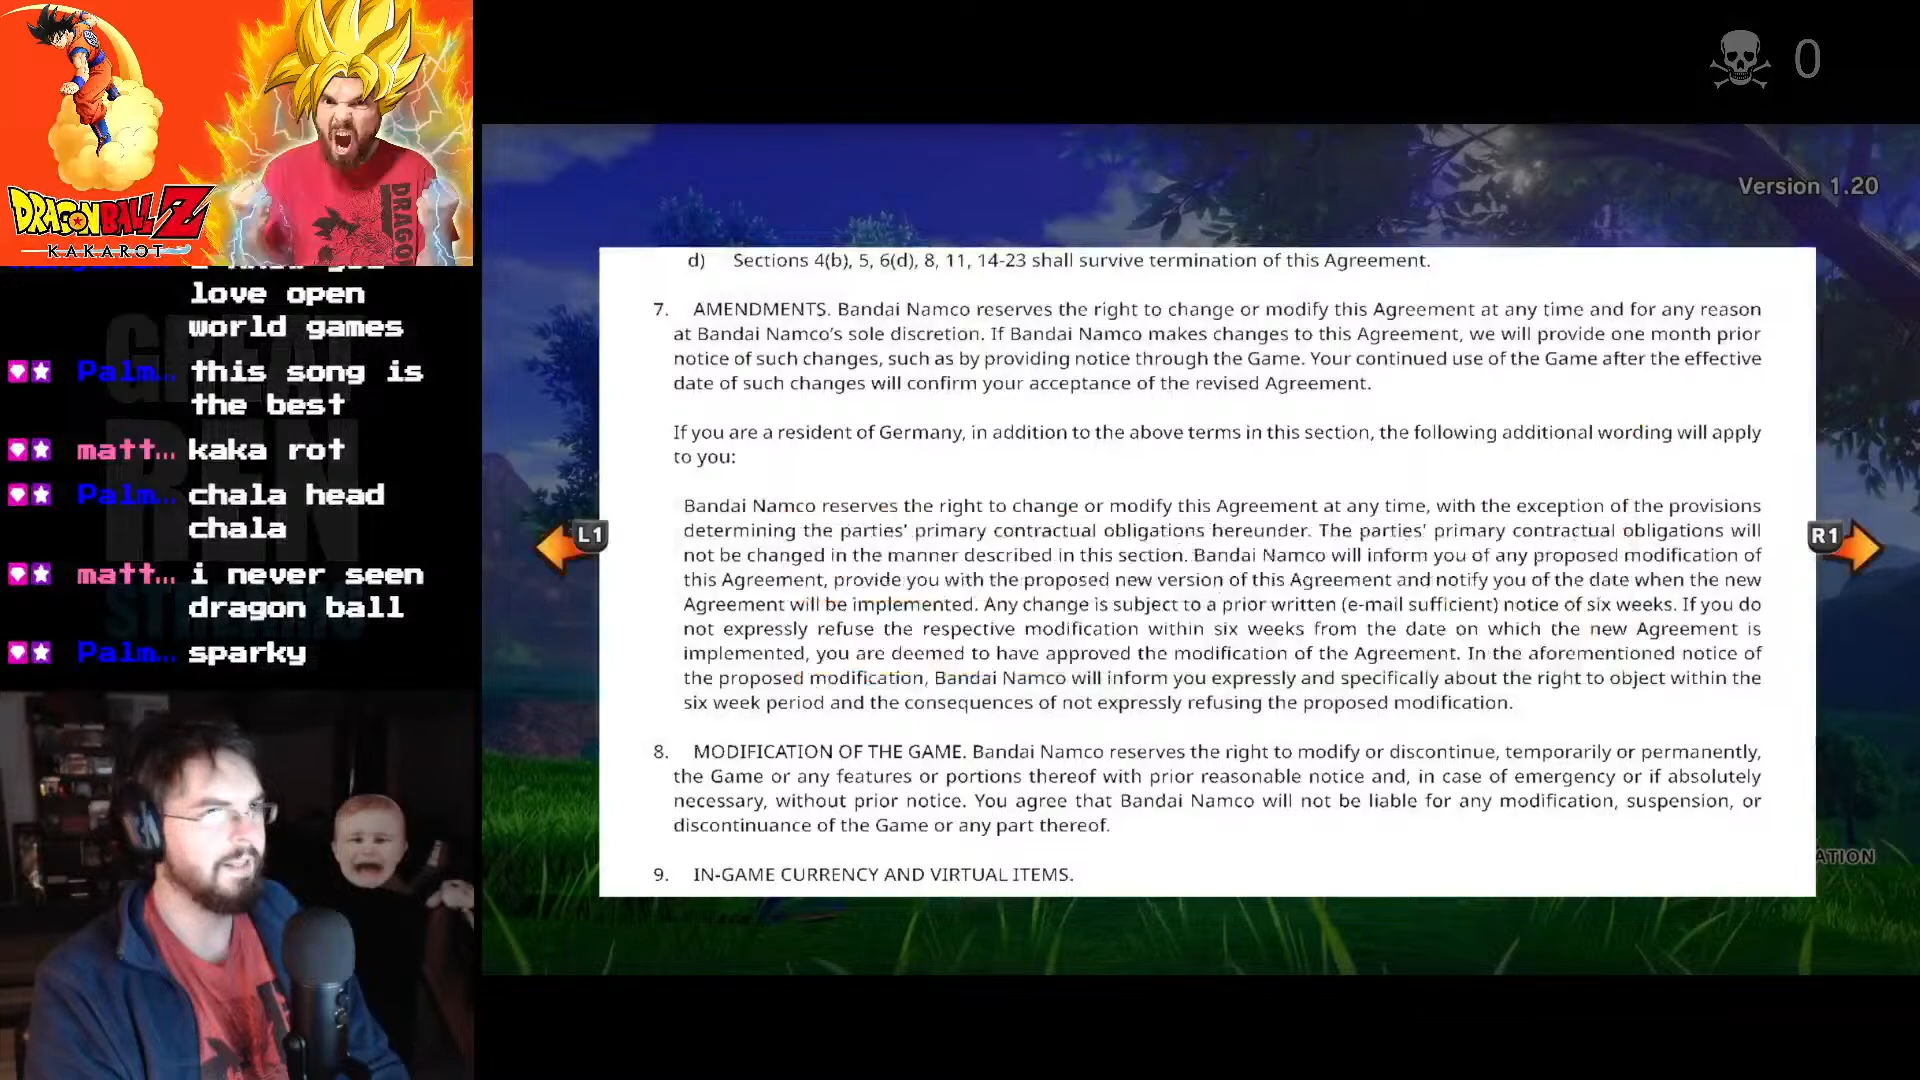 DRAGON BALL Z
KAKAROT
DRAGO
love open
world games
Palm... this song is
the best
matt... kaka rot
Palm... chala head
chala
matt... i never seen
dragon ball
Palm... sparky
GREAT
REN
0
Version 1.20
d) Sections 4(b), 5, 6(d), 8, 11, 14-23 shall survive termination of this Agreement.
7. AMENDMENTS. Bandai Namco reserves the right to change or modify this Agreement at any time and for any reason
at Bandai Namco’s sole discretion. If Bandai Namco makes changes to this Agreement, we will provide one month prior
notice of such changes, such as by providing notice through the Game. Your continued use of the Game after the effective
date of such changes will confirm your acceptance of the revised Agreement.
If you are a resident of Germany, in addition to the above terms in this section, the following additional wording will apply
to you:
Bandai Namco reserves the right to change or modify this Agreement at any time, with the exception of the provisions
determining the parties’ primary contractual obligations hereunder. The parties’ primary contractual obligations will
not be changed in the manner described in this section. Bandai Namco will inform you of any proposed modification of
this Agreement, provide you with the proposed new version of this Agreement and notify you of the date when the new
Agreement will be implemented. Any change is subject to a prior written (e-mail sufficient) notice of six weeks. If you do
not expressly refuse the respective modification within six weeks from the date on which the new Agreement is
implemented, you are deemed to have approved the modification of the Agreement. In the aforementioned notice of
the proposed modification, Bandai Namco will inform you expressly and specifically about the right to object within the
six week period and the consequences of not expressly refusing the proposed modification.
8. MODIFICATION OF THE GAME. Bandai Namco reserves the right to modify or discontinue, temporarily or permanently,
the Game or any features or portions thereof with prior reasonable notice and, in case of emergency or if absolutely
necessary, without prior notice. You agree that Bandai Namco will not be liable for any modification, suspension, or
discontinuance of the Game or any part thereof.
9. IN-GAME CURRENCY AND VIRTUAL ITEMS.
L1
R1
ATION